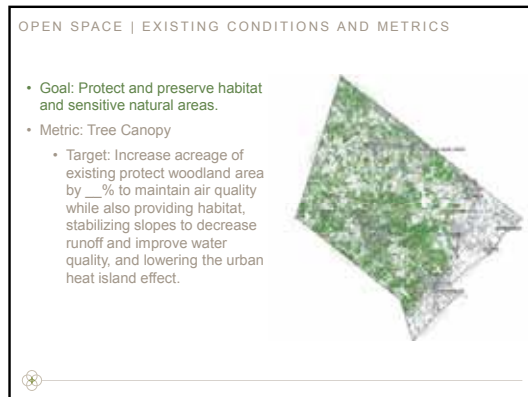 OPEN SPACE | EXISTING CONDITIONS AND METRICS
• Goal: Protect and preserve habitat
and sensitive natural areas.
• Metric: Tree Canopy
• Target: Increase acreage of
existing protect woodland area
by __% to maintain air quality
while also providing habitat,
stabilizing slopes to decrease
runoff and improve water
quality, and lowering the urban
heat island effect.